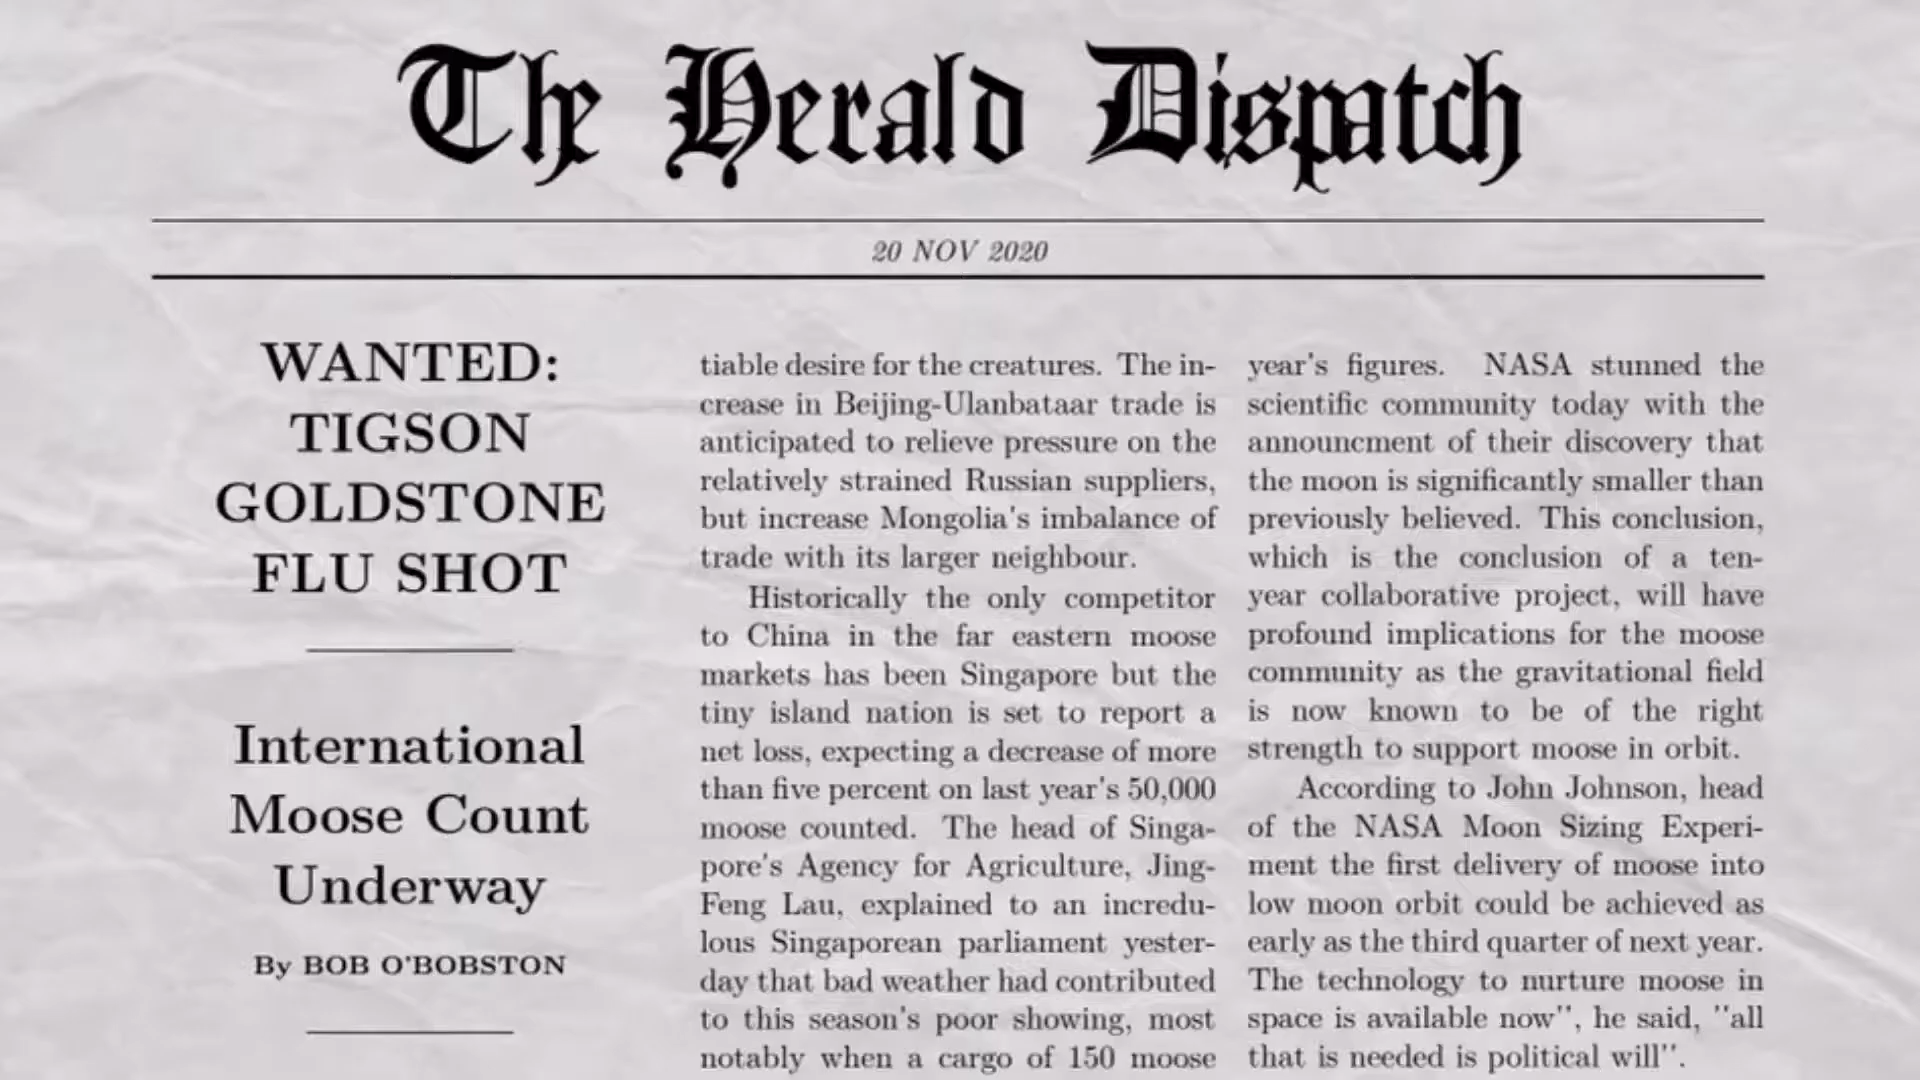 The Herald Dispatch
20 NOV 2020
WANTED:
TIGSON
GOLDSTONE
FLU SHOT
International
Moose Count
Underway
By BOB O'BOBSTON
tiable desire for the creatures. The in-
crease in Beijing-Ulanbataar trade is
anticipated to relieve pressure on the
relatively strained Russian suppliers,
but increase Mongolia's imbalance of
trade with its larger neighbour.
Historically the only competitor
to China in the far eastern moose
markets has been Singapore but the
tiny island nation is set to report a
net loss, expecting a decrease of more
than five percent on last year's 50,000
moose counted. The head of Singa-
pore's Agency for Agriculture, Jing-
Feng Lau, explained to an incredu-
lous Singaporean parliament yester-
day that bad weather had contributed
to this season's poor showing, most
notably when a cargo of 150 moose
year's figures. NASA stunned the
scientific community today with the
announcment of their discovery that
the moon is significantly smaller than
previously believed. This conclusion,
which is the conclusion of a ten-
year collaborative project, will have
profound implications for the moose
community as the gravitational field
is now known to be of the right
strength to support moose in orbit.
According to John Johnson, head
of the NASA Moon Sizing Experi-
ment the first delivery of moose into
low moon orbit could be achieved as
early as the third quarter of next year.
The technology to nurture moose in
space is available now", he said, "all
that is needed is political will".